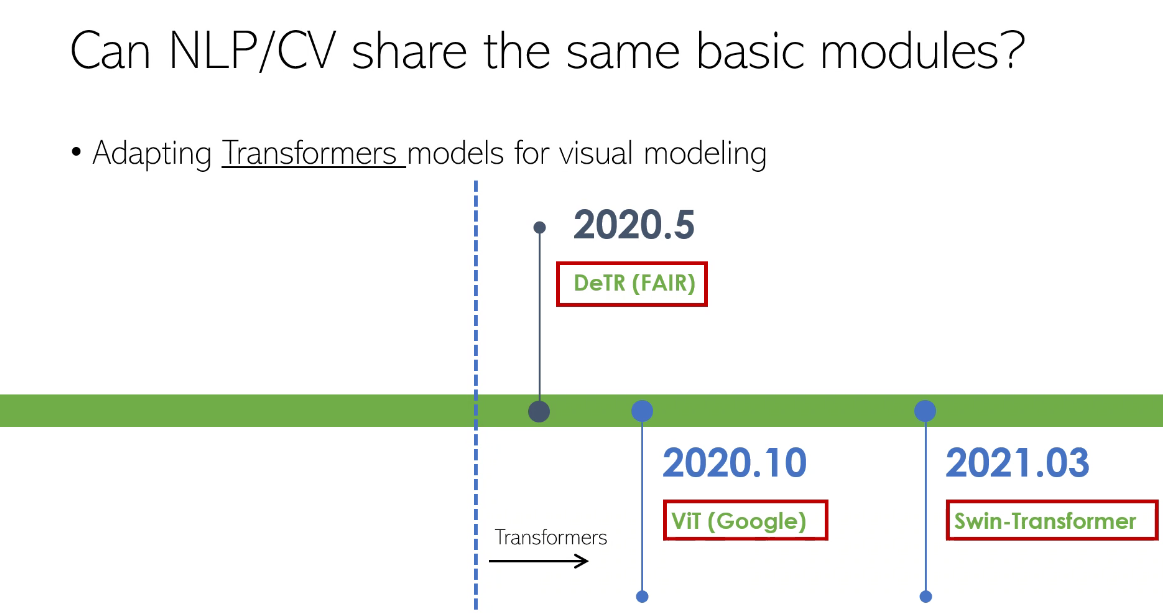 Can NLP/CV share the same basic modules?
• Adapting Transformers models for visual modeling
2020.5
DeTR (FAIR)
2020.10
ViT (Google)
2021.03
Swin-Transformer
Transformers